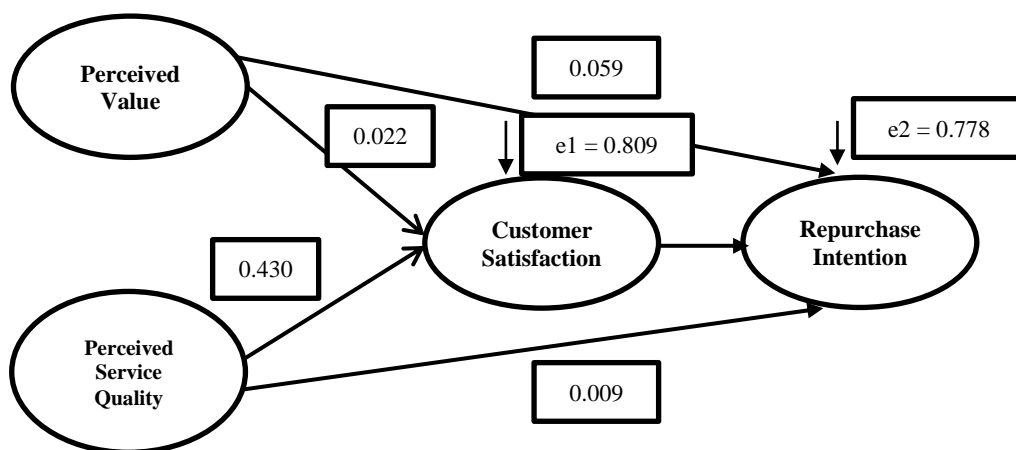 Perceived
Value
0.059
0.022
e1 = 0.809
e2 = 0.778
Customer
Satisfaction
Repurchase
Intention
0.430
Perceived
Service
Quality
0.009